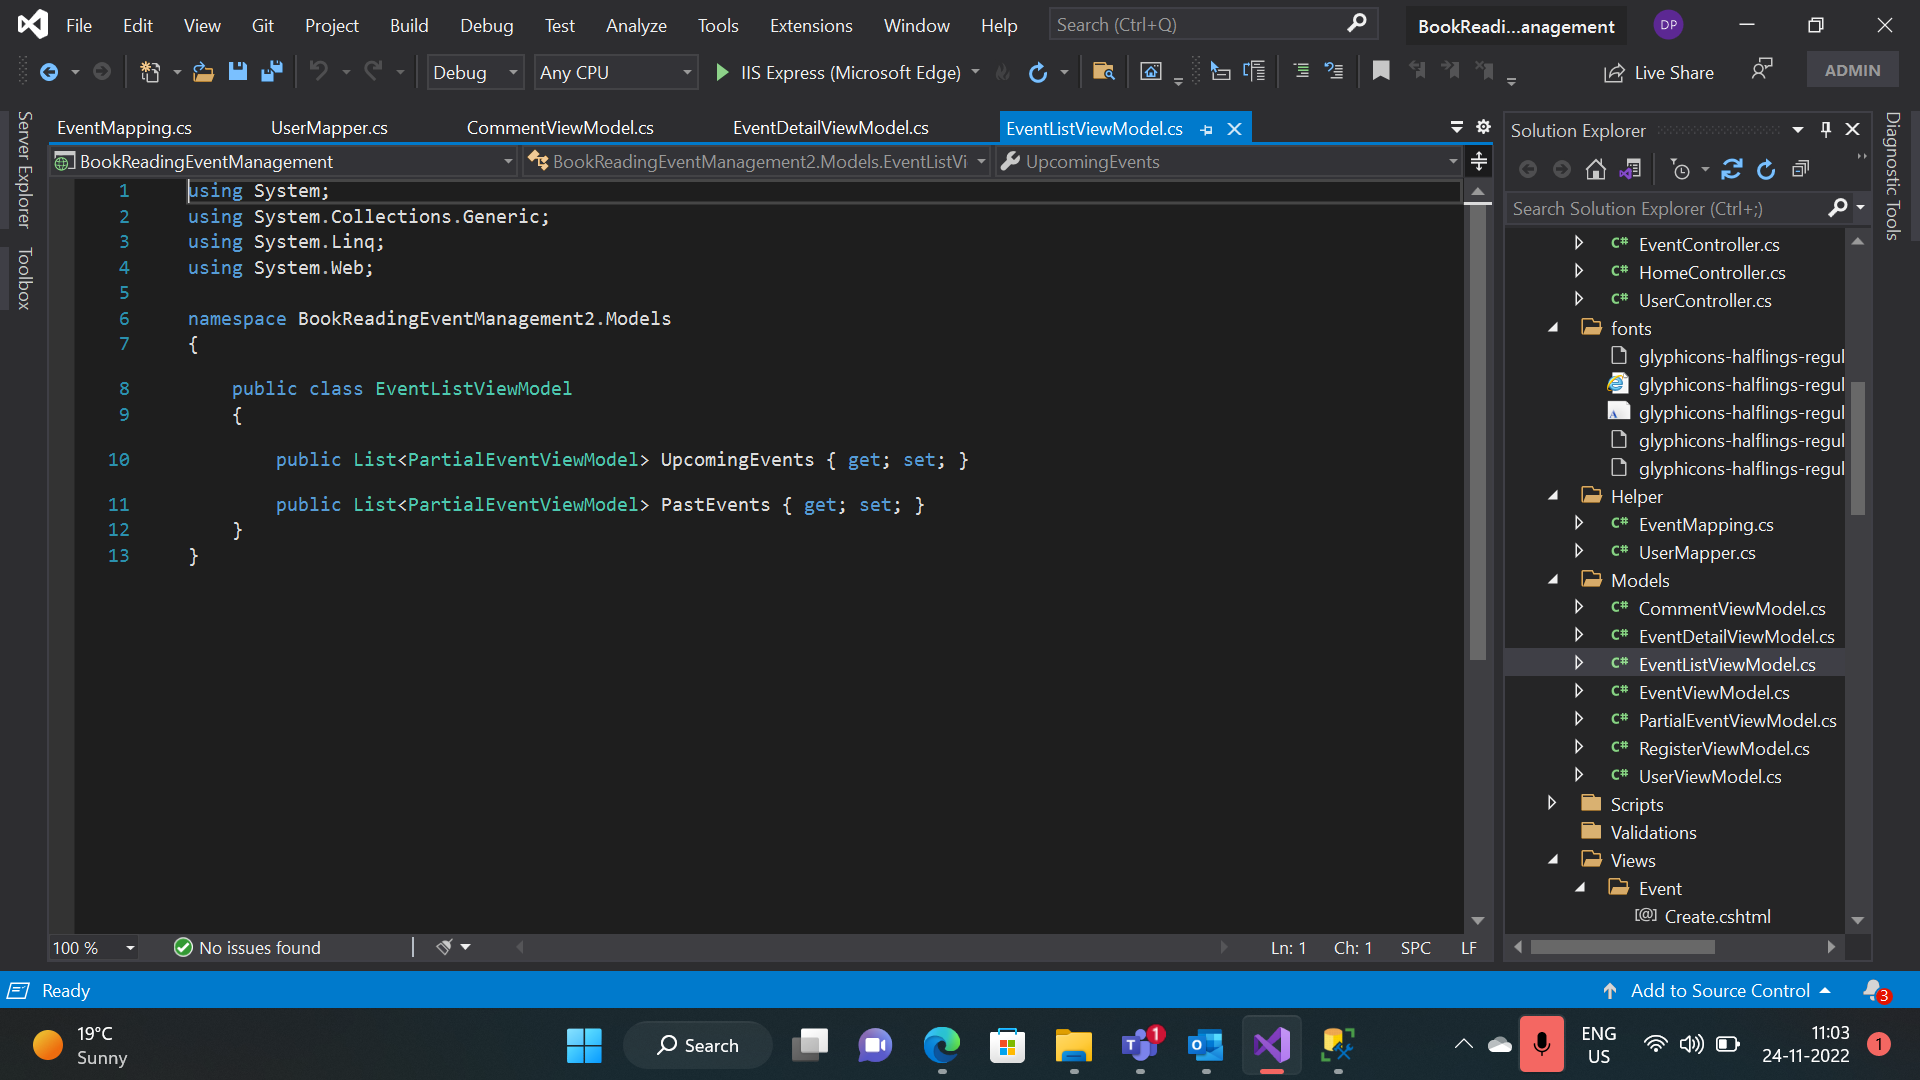 File Edit View Git Project Build Debug Test Analyze Tools Extensions Window Help Search (Ctrl+Q) BookReadi...anagement DP
Debug Any CPU IIS Express (Microsoft Edge) Live Share ADMIN
Server Explorer
Toolbox
EventMapping.cs UserMapper.cs CommentViewModel.cs EventDetailViewModel.cs EventListViewModel.cs
BookReadingEventManagement BookReadingEventManagement2.Models.EventListVi UpcomingEvents
1 using System;
2 using System.Collections.Generic;
3 using System.Linq;
4 using System.Web;
5
6 namespace BookReadingEventManagement2.Models
7 {
8 public class EventListViewModel
9 {
10 public List<PartialEventViewModel> UpcomingEvents { get; set; }
11 public List<PartialEventViewModel> PastEvents { get; set; }
12 }
13 }
100 % No issues found Ln: 1 Ch: 1 SPC LF
Solution Explorer
Search Solution Explorer (Ctrl+;)
C# EventController.cs
C# HomeController.cs
C# UserController.cs
fonts
glyphicons-halflings-regul
glyphicons-halflings-regul
glyphicons-halflings-regul
glyphicons-halflings-regul
glyphicons-halflings-regul
Helper
C# EventMapping.cs
C# UserMapper.cs
Models
C# CommentViewModel.cs
C# EventDetailViewModel.cs
C# EventListViewModel.cs
C# EventViewModel.cs
C# PartialEventViewModel.cs
C# RegisterViewModel.cs
C# UserViewModel.cs
Scripts
Validations
Views
Event
[@] Create.cshtml
Diagnostic Tools
Ready Add to Source Control 3
19°C
Sunny
Search
1
ENG
US
11:03
24-11-2022
1